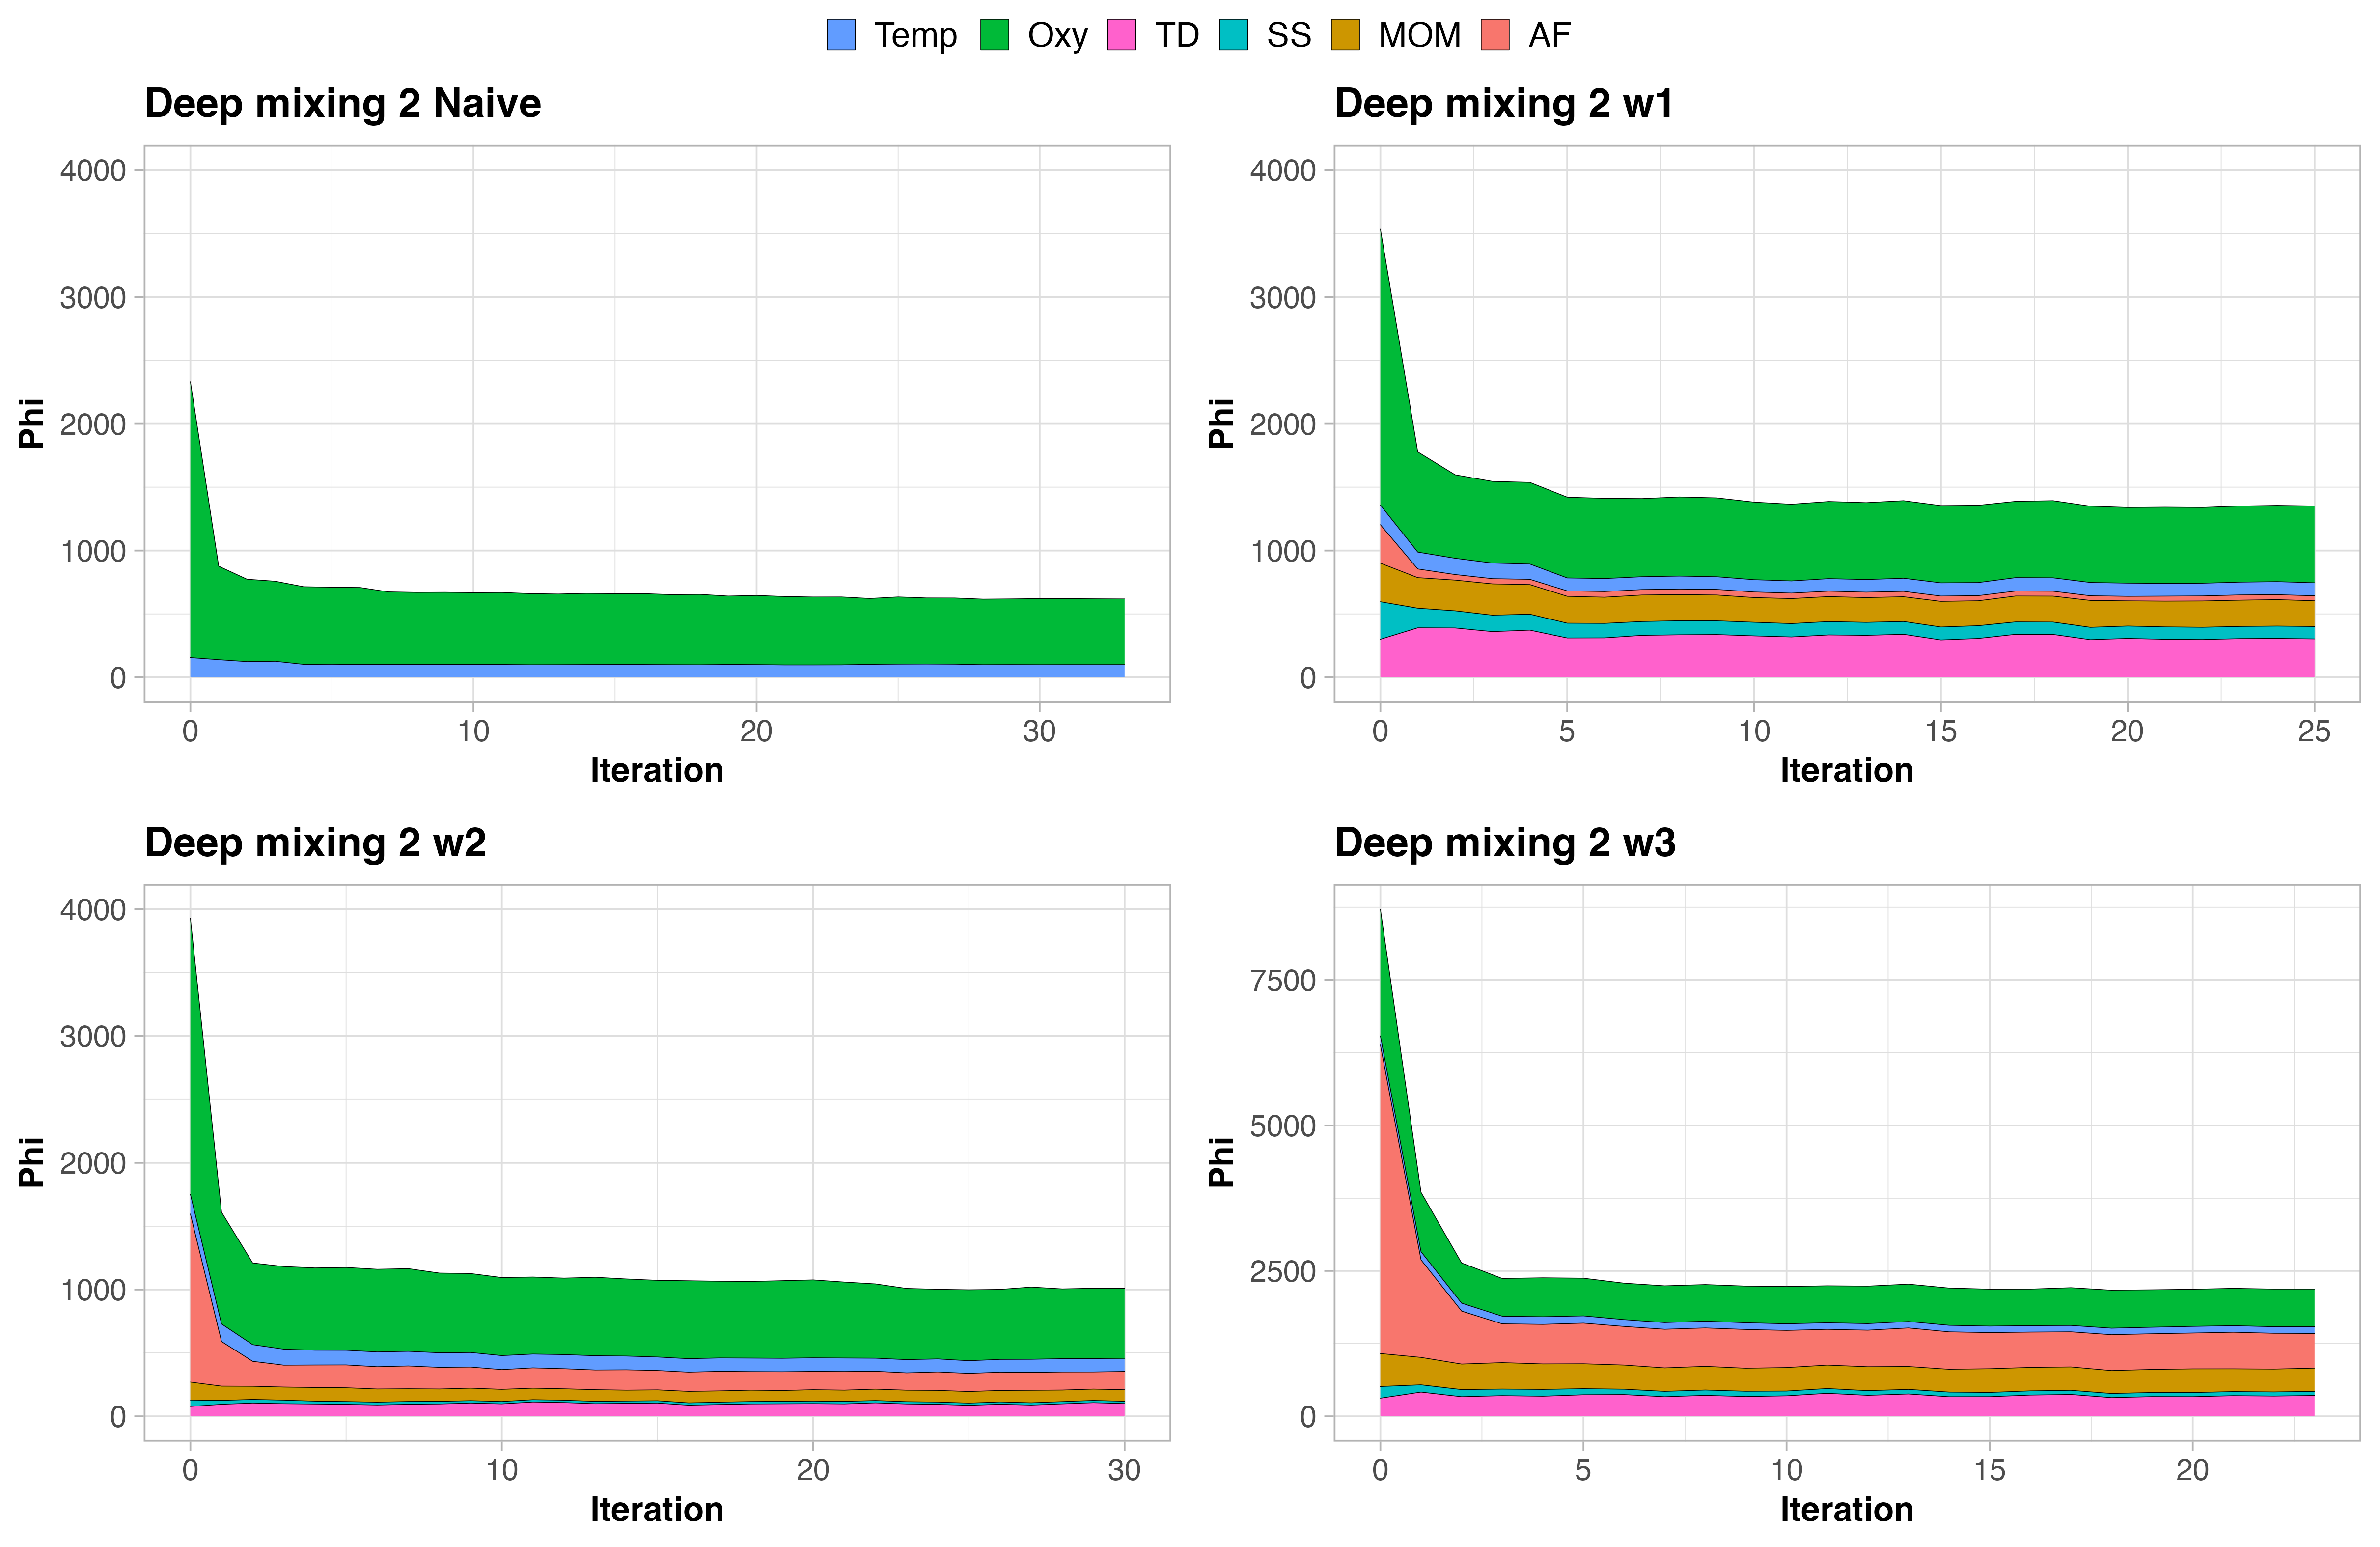 Temp Oxy TD SS MOM AF
Deep mixing 2 Naive
4000
3000
2000
1000
0
Phi
0 10 20 30
Iteration
Deep mixing 2 w1
4000
3000
2000
1000
0
Phi
0 5 10 15 20 25
Iteration
Deep mixing 2 w2
4000
3000
2000
1000
0
Phi
0 10 20 30
Iteration
Deep mixing 2 w3
7500
5000
2500
0
Phi
0 5 10 15 20
Iteration